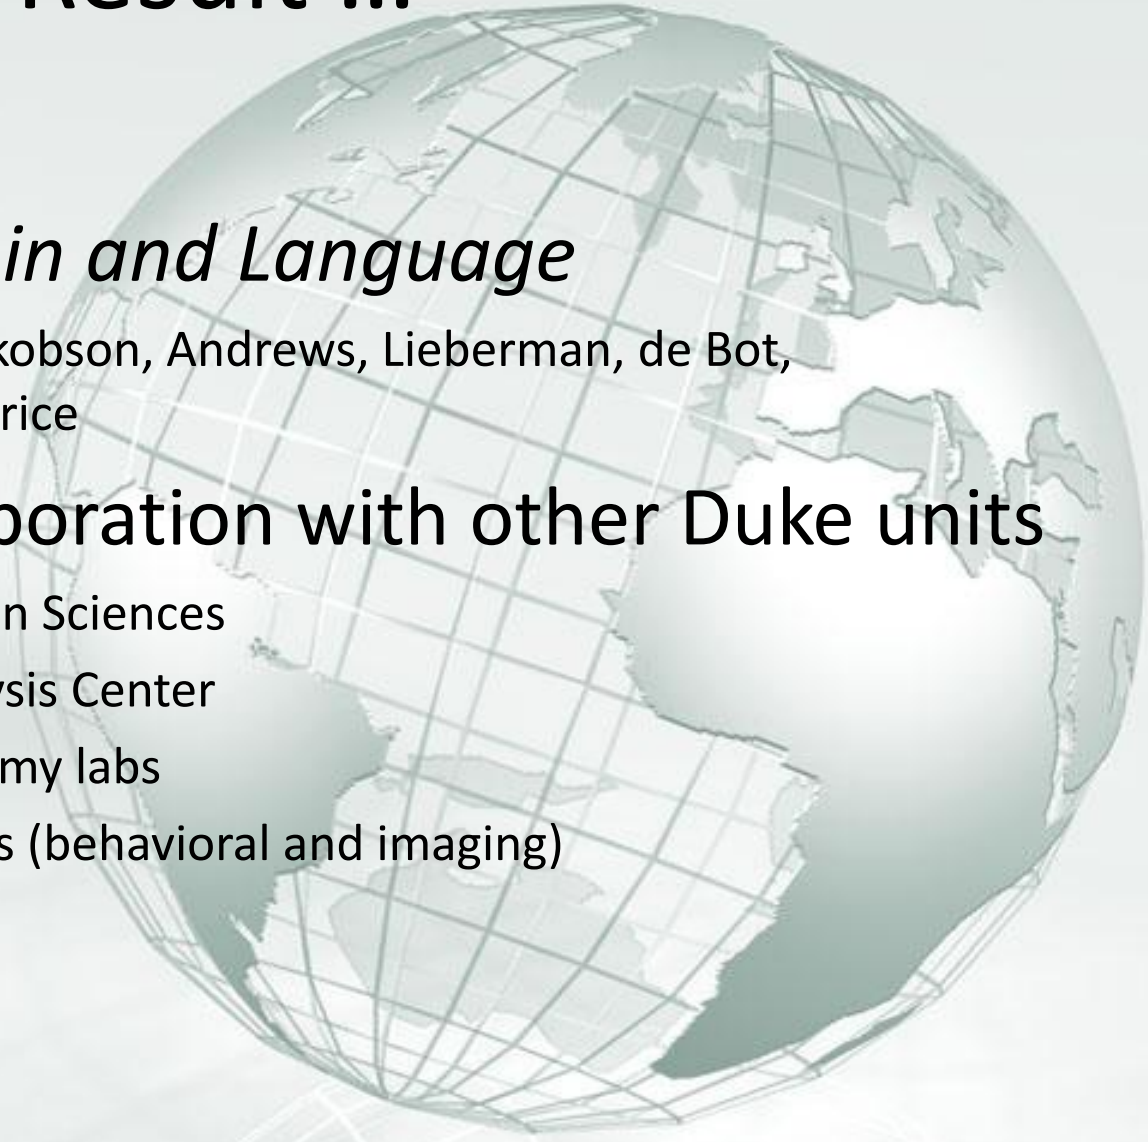 Result ...
in and Language
kobson, Andrews, Lieberman, de Bot,
rice
boration with other Duke units
n Sciences
ysis Center
my labs
s (behavioral and imaging)